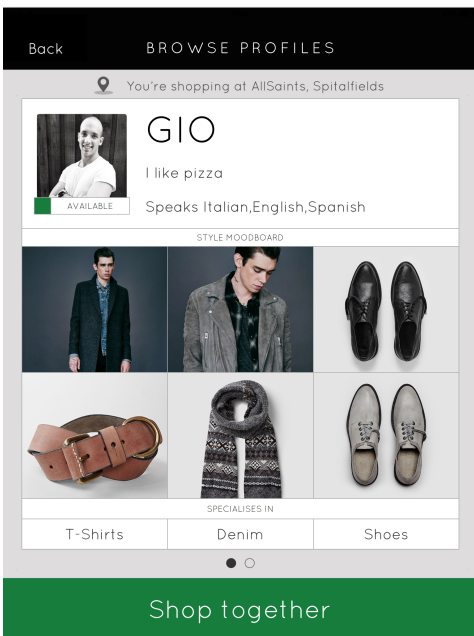 Back
BROWSE PROFILES
You're shopping at AllSaints, Spitalfields
GIO
I like pizza
AVAILABLE
Speaks Italian,English,Spanish
STYLE MOODBOARD
SPECIALISES IN
T-Shirts
Denim
Shoes
Shop together